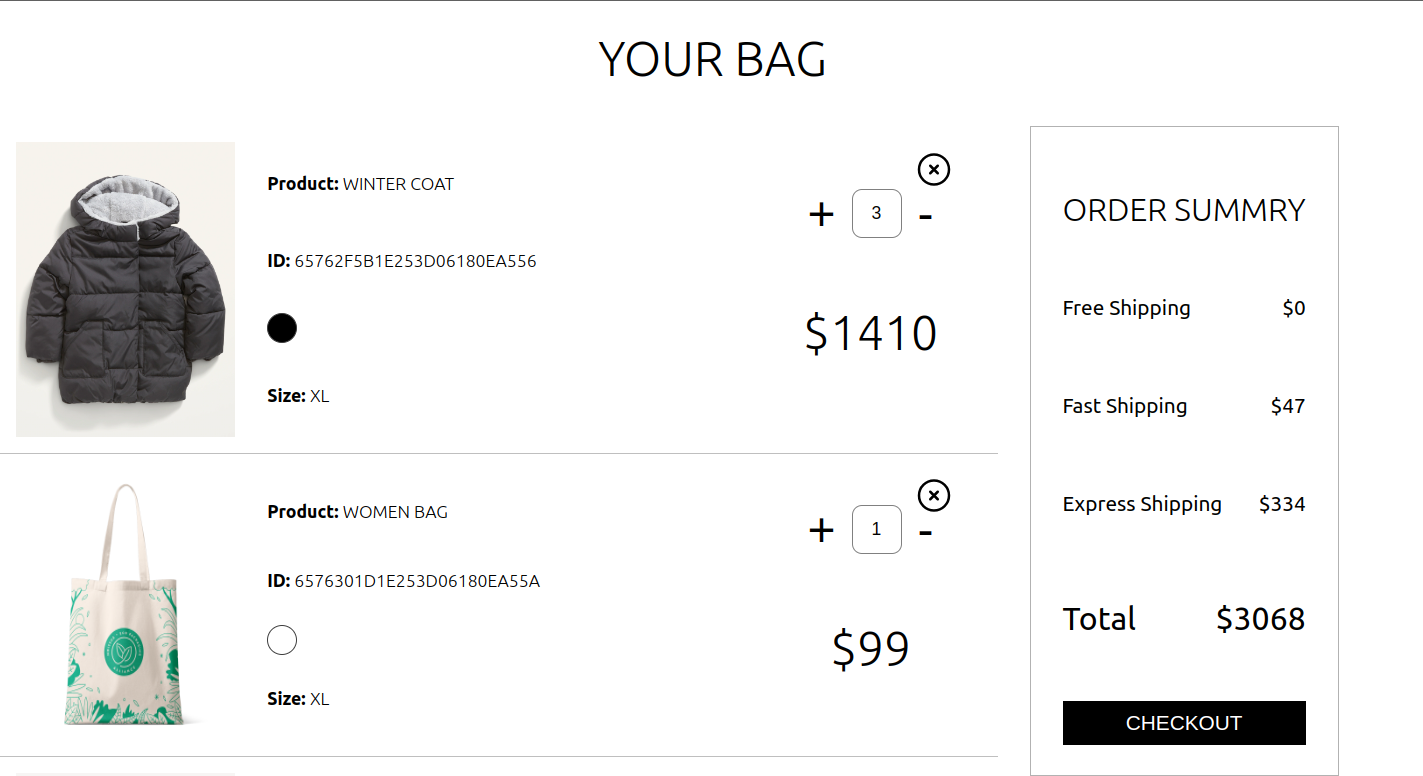 YOUR BAG
Product: WINTER COAT
ID: 65762F5B1E253D06180EA556
Size: XL
+ 3 -
$1410
Product: WOMEN BAG
ID: 6576301D1E253D06180EA55A
Size: XL
+ 1 -
$99
ORDER SUMMRY
Free Shipping $0
Fast Shipping $47
Express Shipping $334
Total $3068
CHECKOUT